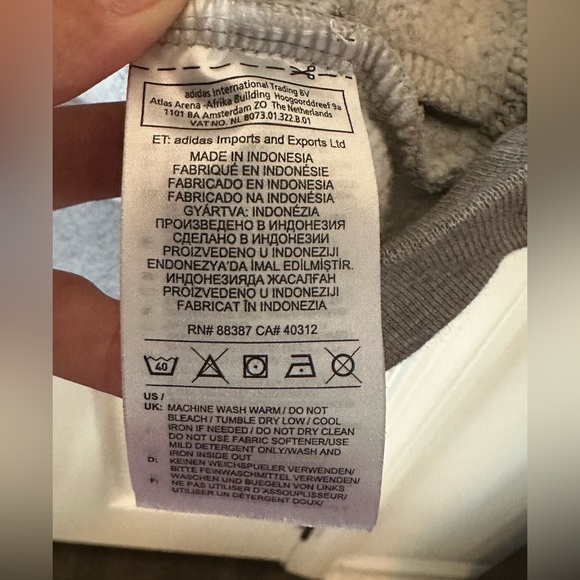 adidas International Trading BV
Atlas Arena -Afrika Building Hoogoorddreef 9a
1101 BA Amsterdam ZO The Netherlands
VAT NO. NL 8073.01.322.B.01
ET: adidas Imports and Exports Ltd
MADE IN INDONESIA
FABRIQUÉ EN INDONÉSIE
FABRICADO EN INDONESIA
FABRICADO NA INDONÉSIA
GYÁRTVA: INDONÉZIA
ПРОИЗВЕДЕНО В ИНДОНЕЗИЯ
СДЕЛАНО В ИНДОНЕЗИИ
PROIZVEDENO U INDONEZIJI
ENDONEZYA'DA İMAL EDİLMİŞTİR.
ИНДОНЕЗИЯДА ЖАСАЛҒАН
PROIZVEDENO U INDONEZIJI
FABRICAT ÎN INDONEZIA
RN# 88387 CA# 40312
40
US /
UK: MACHINE WASH WARM / DO NOT
BLEACH / TUMBLE DRY LOW / COOL
IRON IF NEEDED / DO NOT DRY CLEAN
DO NOT USE FABRIC SOFTENER/USE
MILD DETERGENT ONLY/WASH AND
IRON INSIDE OUT
D: KEINEN WEICHSPUELER VERWENDEN/
BITTE FEINWASCHMITTEL VERWENDEN/
WASCHEN UND BUEGELN VON LINKS
F: NE PAS UTILISER D'ASSOUPLISSEUR/
UTILISER UN DÉTERGENT DOUX/